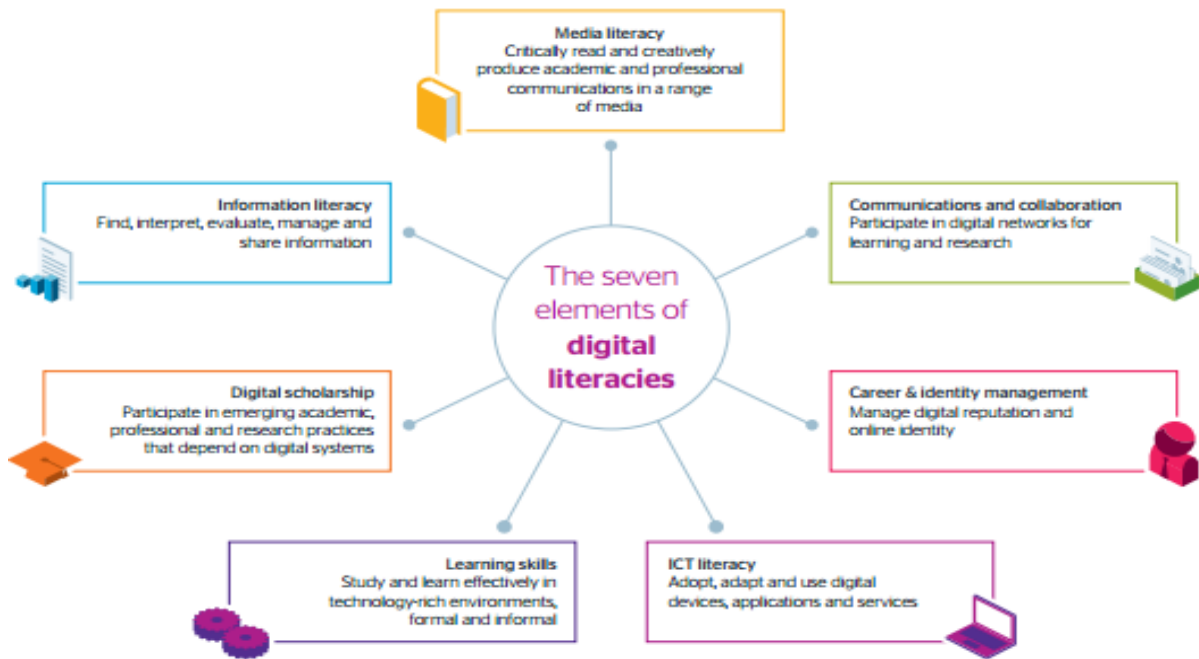 Media literacy
Critically read and creatively
produce academic and professional
communications in a range
of media
Information literacy
Find, interpret, evaluate, manage and
share information
Communications and collaboration
Participate in digital networks for
learning and research
The seven
elements of
digital
literacies
Digital scholarship
Participate in emerging academic,
professional and research practices
that depend on digital systems
Career & identity management
Manage digital reputation and
online identity
Learning skills
Study and learn effectively in
technology-rich environments,
formal and informal
ICT literacy
Adopt, adapt and use digital
devices, applications and services